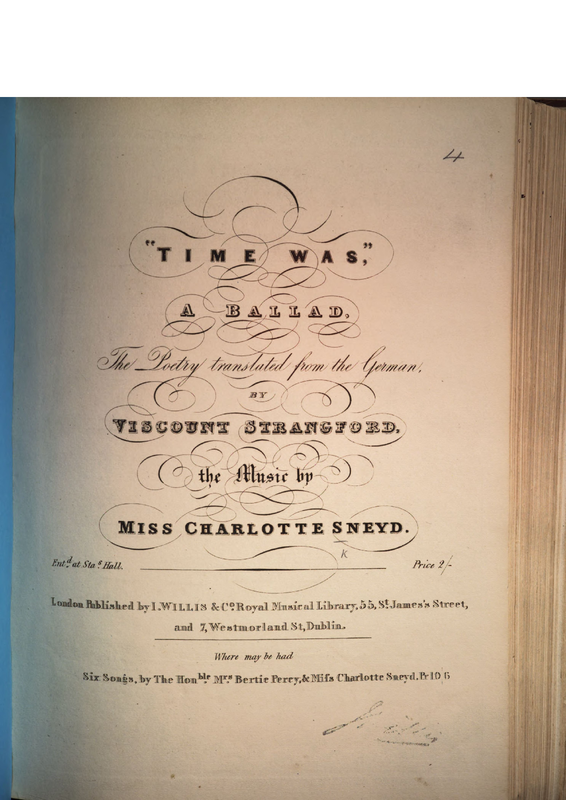 4
"TIME WAS,"
A BALLAD,
The Poetry translated from the German,
BY
VISCOUNT STRANGFORD,
the Music by
MISS CHARLOTTE SNEYD.
K
Ent.d at Sta.s Hall. Price 2/-
London Published by I. WILLIS & Co. Royal Musical Library, 55, St. James's Street,
and 7, Westmorland St, Dublin.
Where may be had
Six Songs, by The Honble. Mrs Bertie Percy, & Miſs Charlotte Sneyd. Pr 10 6